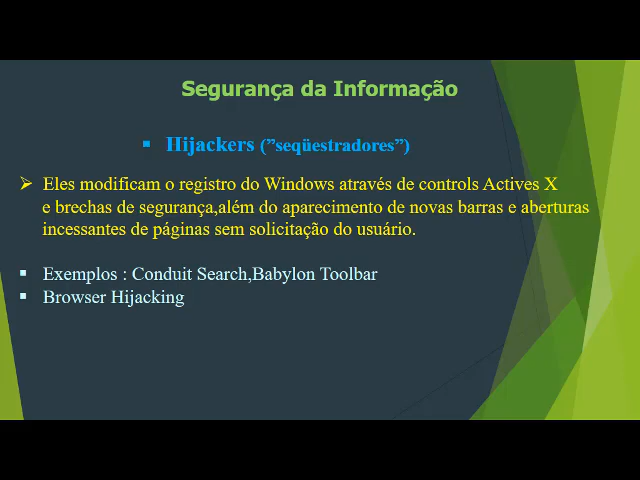 Segurança da Informação
▪ Hijackers (”seqüestradores”)
➢ Eles modificam o registro do Windows através de controls Actives X
e brechas de segurança,além do aparecimento de novas barras e aberturas
incessantes de páginas sem solicitação do usuário.
▪ Exemplos : Conduit Search,Babylon Toolbar
▪ Browser Hijacking